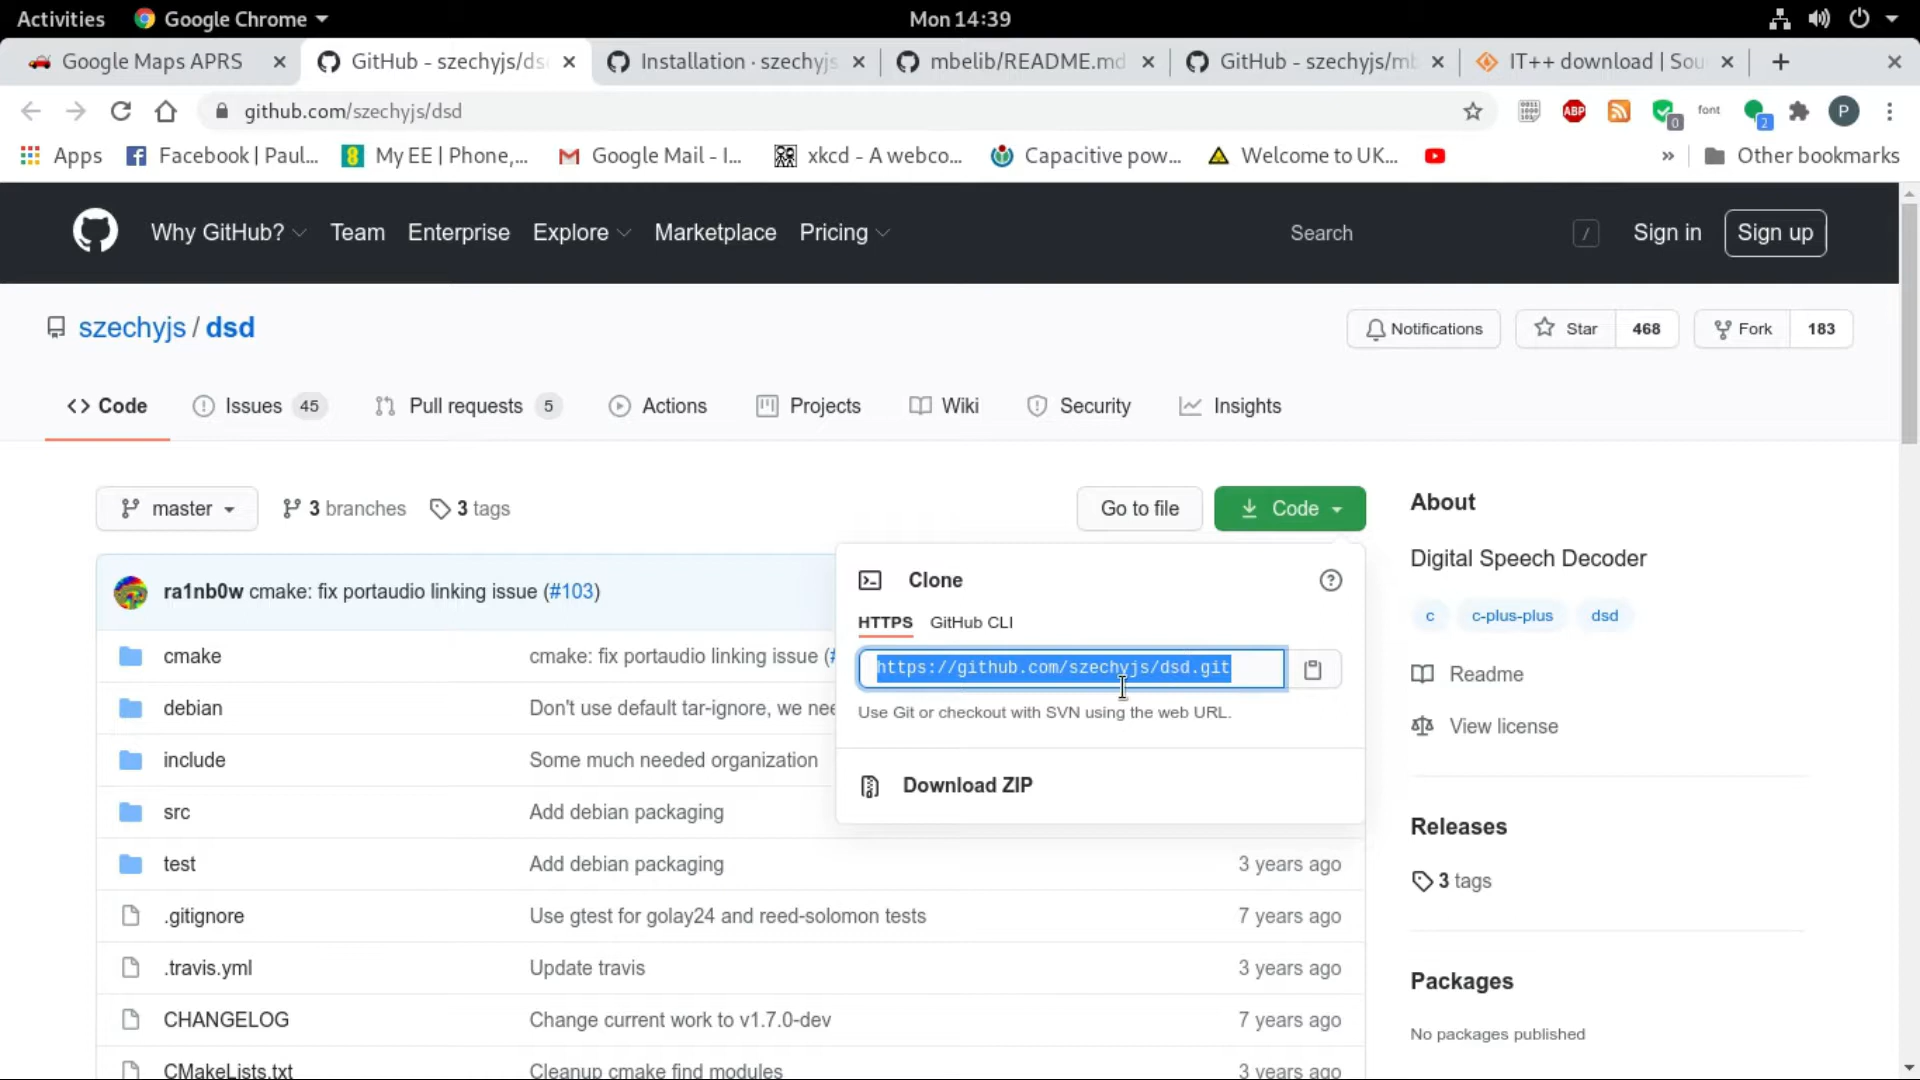 Activities Google Chrome Mon 14:39
Google Maps APRS GitHub - szechyjs/ds Installation · szechyjs mbelib/README.md GitHub - szechyjs/mb IT++ download | Sou
github.com/szechyjs/dsd ABP 0 font 2 P
Apps Facebook | Paul... 8 My EE | Phone,... Google Mail - I... xkcd - A webco... Capacitive pow... Welcome to UK... » Other bookmarks
Why GitHub? Team Enterprise Explore Marketplace Pricing Search / Sign in Sign up
szechyjs / dsd Notifications Star 468 Fork 183
<> Code Issues 45 Pull requests 5 Actions Projects Wiki Security Insights
master 3 branches 3 tags Go to file Code About
Digital Speech Decoder
Clone
ra1nb0w cmake: fix portaudio linking issue (#103)
HTTPS GitHub CLI
c c-plus-plus dsd
cmake cmake: fix portaudio linking issue (#
https://github.com/szechyjs/dsd.git
Readme
debian Don't use default tar-ignore, we nee
Use Git or checkout with SVN using the web URL.
View license
include Some much needed organization
Download ZIP
src Add debian packaging
Releases
test Add debian packaging 3 years ago
3 tags
.gitignore Use gtest for golay24 and reed-solomon tests 7 years ago
.travis.yml Update travis 3 years ago
Packages
CHANGELOG Change current work to v1.7.0-dev 7 years ago
No packages published
CMakeLists.txt Cleanup cmake find modules 3 years ago